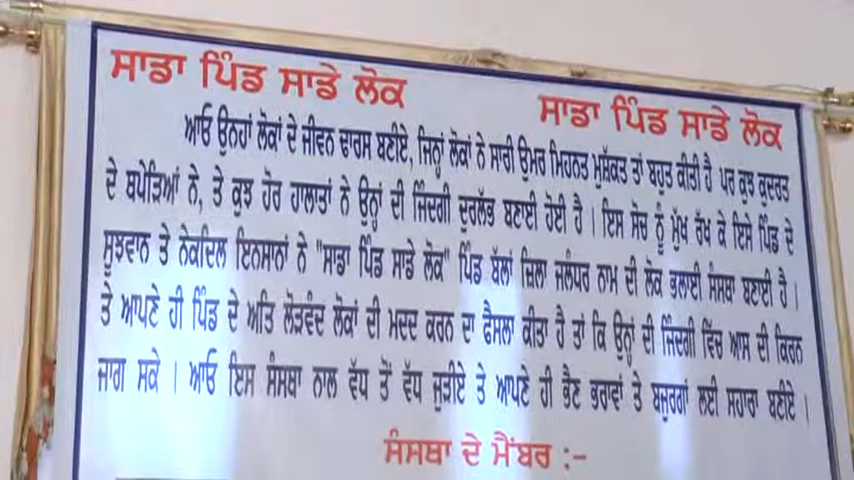 ਸਾਡਾ ਪਿੰਡ ਸਾਡੇ ਲੋਕ ਸਾਡਾ ਪਿੰਡ ਸਾਡੇ ਲੋਕ
ਆਓ ਉਨਹਾਂ ਲੋਕਾਂ ਦੇ ਜੀਵਨ ਢਾਰਸ ਬਣੀਏ, ਜਿਨ੍ਹਾਂ ਲੋਕਾਂ ਨੇ ਸਾਰੀ ਉਮਰ ਮਿਹਨਤ ਮੁਸ਼ੱਕਤ ਤਾਂ ਬਹੁਤ ਕੀਤੀ ਹੈ ਪਰ ਕੁਝ ਕੁਦਰਤ
ਦੇ ਥਪੇੜਿਆਂ ਨੇ, ਤੇ ਕੁਝ ਹੋਰ ਹਾਲਾਤਾਂ ਨੇ ਉਨ੍ਹਾਂ ਦੀ ਜਿੰਦਗੀ ਦੁਰਲੱਭ ਬਣਾਈ ਹੋਈ ਹੈ । ਇਸ ਸੋਚ ਨੂੰ ਮੁੱਖ ਰੱਖ ਕੇ ਇਸੇ ਪਿੰਡ ਦੇ
ਸੂਝਵਾਨ ਤੇ ਨੇਕਦਿਲ ਇਨਸਾਨਾਂ ਨੇ "ਸਾਡਾ ਪਿੰਡ ਸਾਡੇ ਲੋਕ" ਪਿੰਡ ਬੱਲਾਂ ਜ਼ਿਲਾ ਜਲੰਧਰ ਨਾਮ ਦੀ ਲੋਕ ਭਲਾਈ ਸੰਸਥਾ ਬਣਾਈ ਹੈ ।
ਤੇ ਆਪਣੇ ਹੀ ਪਿੰਡ ਦੇ ਅਤਿ ਲੋੜਵੰਦ ਲੋਕਾਂ ਦੀ ਮਦਦ ਕਰਨ ਦਾ ਫੈਸਲਾ ਕੀਤਾ ਹੈ ਤਾਂ ਕਿ ਉਨ੍ਹਾਂ ਦੀ ਜਿੰਦਗੀ ਵਿੱਚ ਆਸ ਦੀ ਕਿਰਨ
ਜਾਗ ਸਕੇ । ਆਓ ਇਸ ਸੰਸਥਾ ਨਾਲ ਵੱਧ ਤੋਂ ਵੱਧ ਜੁੜੀਏ ਤੇ ਆਪਣੇ ਹੀ ਭੈਣ ਭਰਾਵਾਂ ਤੇ ਬਜੁਰਗਾਂ ਲਈ ਸਹਾਰਾ ਬਣੀਏ ।
ਸੰਸਥਾ ਦੇ ਮੈਂਬਰ :-